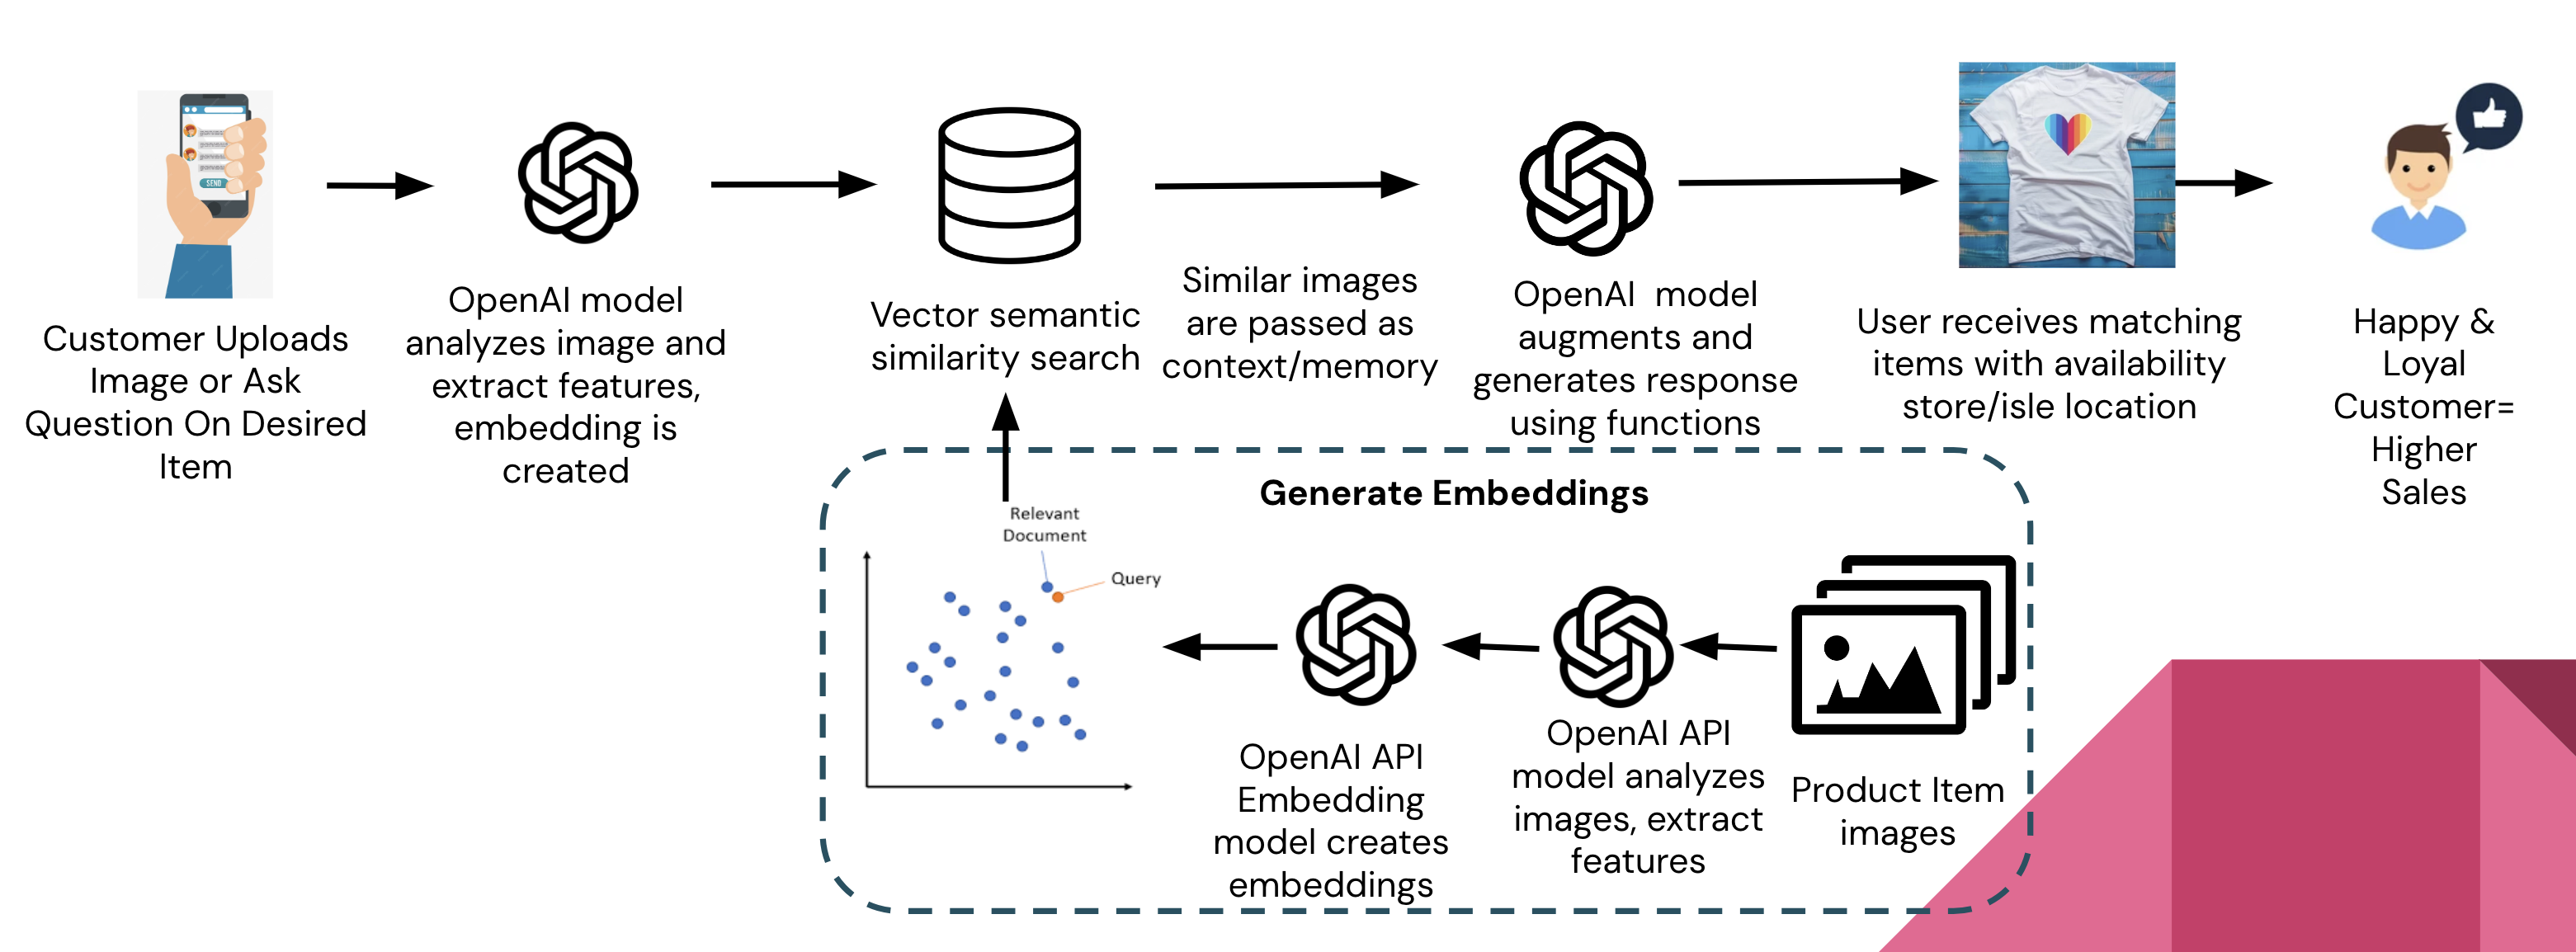 Customer Uploads
Image or Ask
Question On Desired
Item
OpenAI model
analyzes image and
extract features,
embedding is
created
Vector semantic
similarity search
Similar images
are passed as
context/memory
OpenAI model
augments and
generates response
using functions
User receives matching
items with availability
store/isle location
Happy &
Loyal
Customer=
Higher
Sales
Generate Embeddings
Relevant
Document
Query
OpenAI API
Embedding
model creates
embeddings
OpenAI API
model analyzes
images, extract
features
Product Item
images
SEND